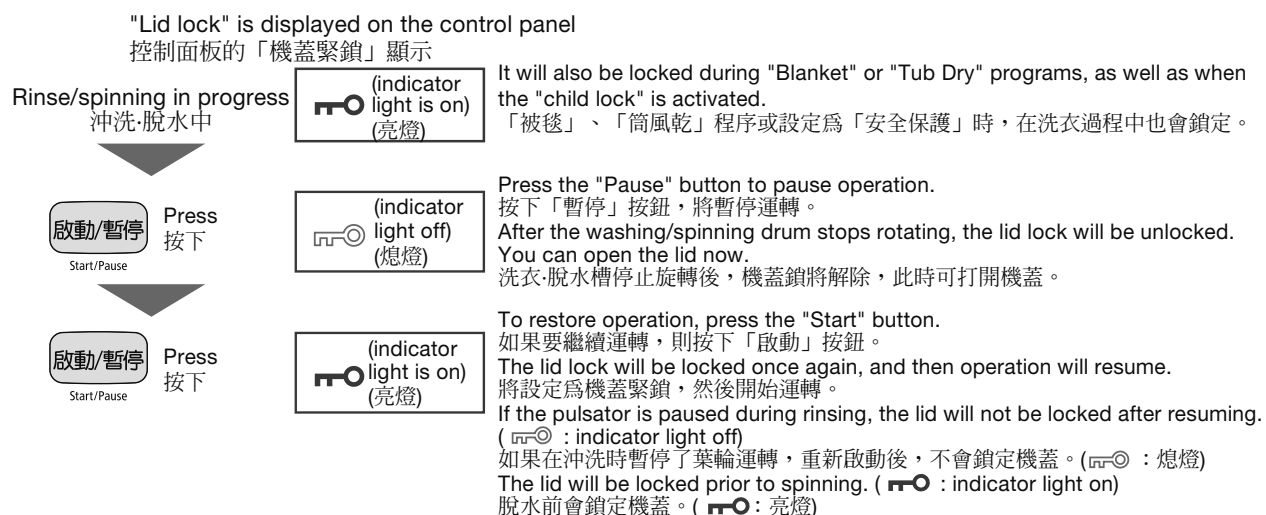 "Lid lock" is displayed on the control panel
控制面板的「機蓋緊鎖」顯示
Rinse/spinning in progress
沖洗·脫水中
(indicator
light is on)
(亮燈)
It will also be locked during "Blanket" or "Tub Dry" programs, as well as when
the "child lock" is activated.
「被毯」、「筒風乾」程序或設定爲「安全保護」時，在洗衣過程中也會鎖定。
啟動/暫停
Start/Pause
Press
按下
(indicator
light off)
(熄燈)
Press the "Pause" button to pause operation.
按下「暫停」按鈕，將暫停運轉。
After the washing/spinning drum stops rotating, the lid lock will be unlocked.
You can open the lid now.
洗衣·脫水槽停止旋轉後，機蓋鎖將解除，此時可打開機蓋。
啟動/暫停
Start/Pause
Press
按下
(indicator
light is on)
(亮燈)
To restore operation, press the "Start" button.
如果要繼續運轉，則按下「啟動」按鈕。
The lid lock will be locked once again, and then operation will resume.
將設定爲機蓋緊鎖，然後開始運轉。
If the pulsator is paused during rinsing, the lid will not be locked after resuming.
( : indicator light off)
如果在沖洗時暫停了葉輪運轉，重新啟動後，不會鎖定機蓋。( ：熄燈)
The lid will be locked prior to spinning. ( : indicator light on)
脫水前會鎖定機蓋。( ：亮燈)